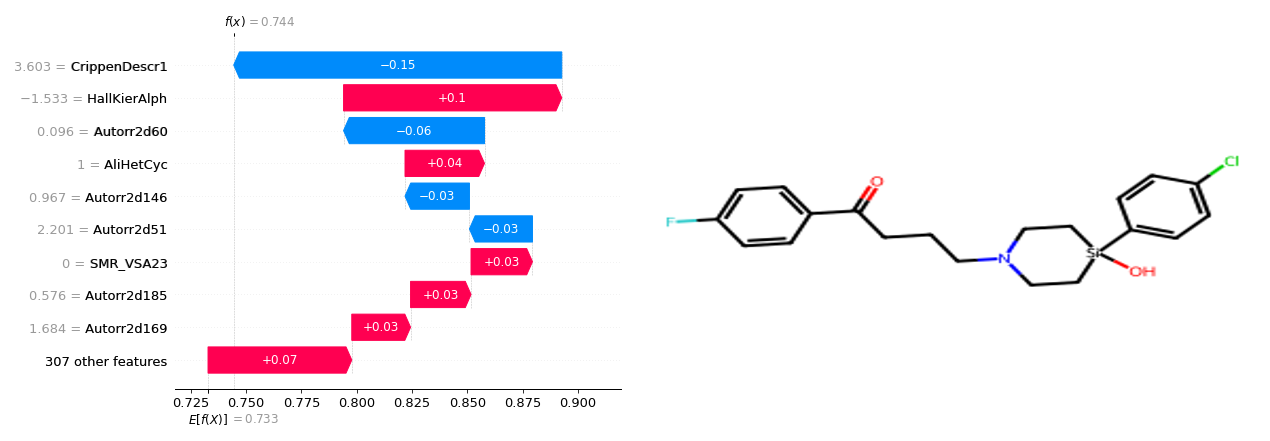 f(x) = 0.744
3.603 = CrippenDescr1
−0.15
−1.533 = HallKierAlph
+0.1
0.096 = Autorr2d60
−0.06
1 = AliHetCyc
+0.04
0.967 = Autorr2d146
−0.03
2.201 = Autorr2d51
−0.03
0 = SMR_VSA23
+0.03
0.576 = Autorr2d185
+0.03
1.684 = Autorr2d169
+0.03
307 other features
+0.07
0.725 0.750 0.775 0.800 0.825 0.850 0.875 0.900
E[f(X)] = 0.733
F
O
N
Si
OH
Cl